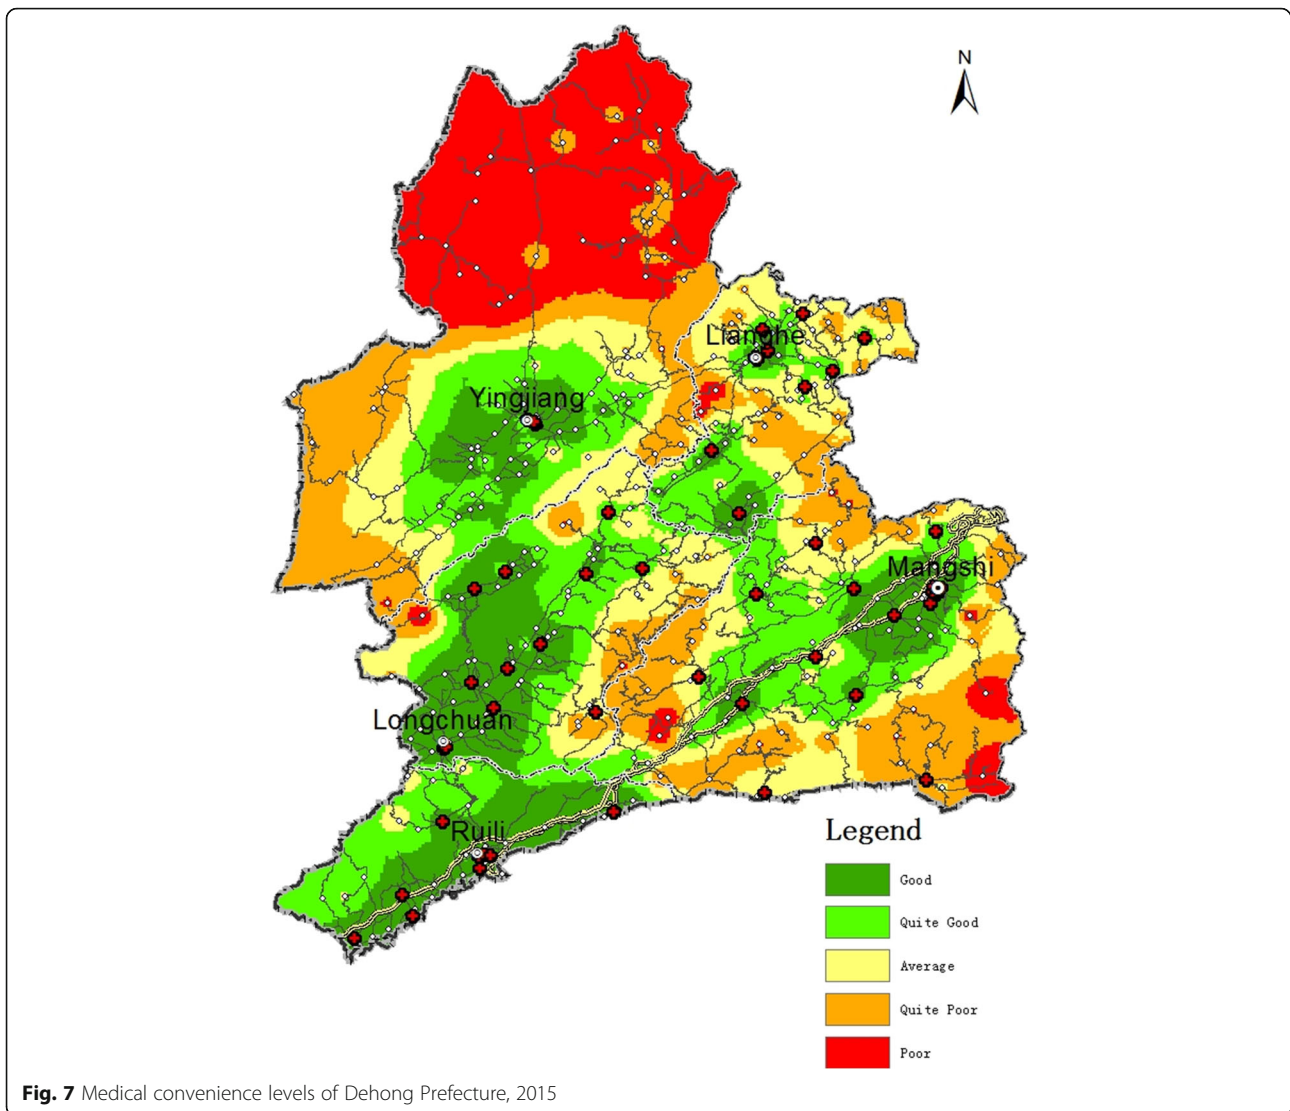 N
Lianghe
Yingjiang
Mangshi
Longchuan
Ruili
Legend
Good
Quite Good
Average
Quite Poor
Poor
Fig. 7 Medical convenience levels of Dehong Prefecture, 2015